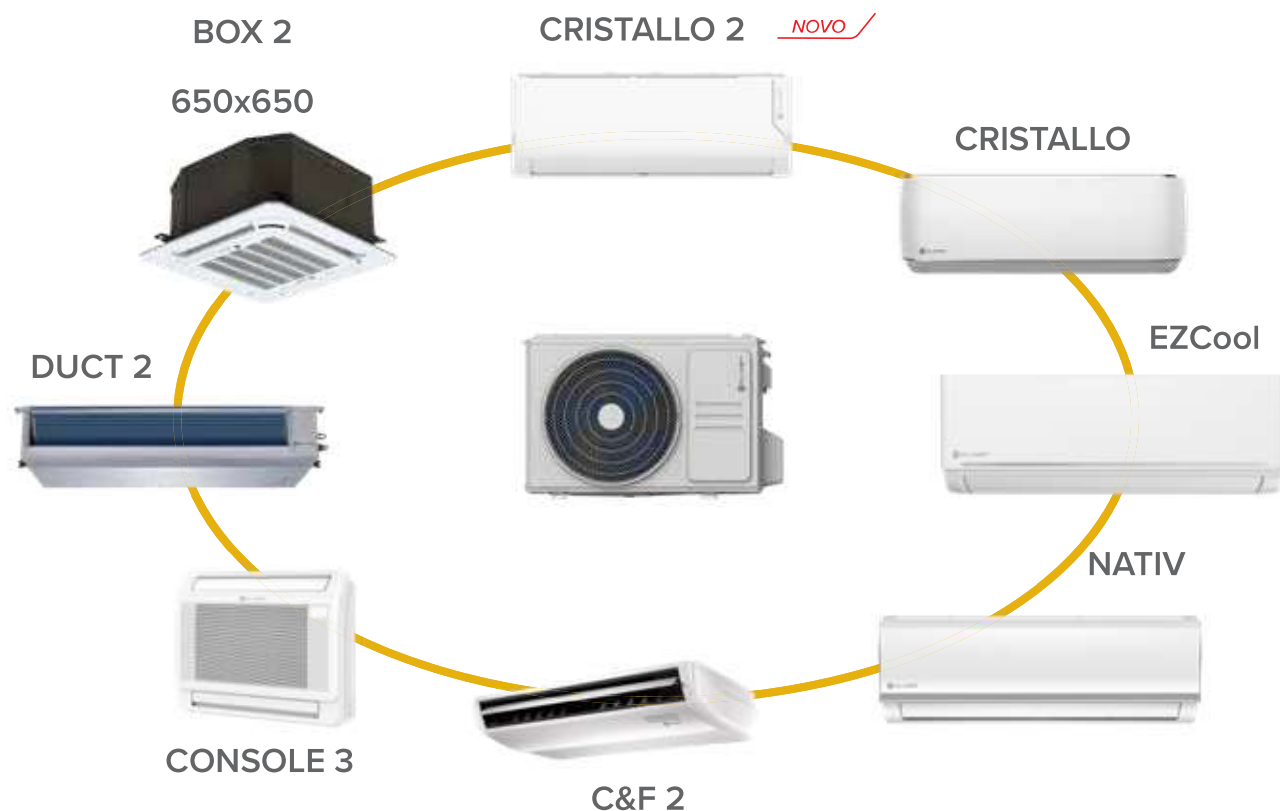 BOX 2
650x650
CRISTALLO 2
NOVO
CRISTALLO
EZCool
DUCT 2
NATIV
CONSOLE 3
C&F 2